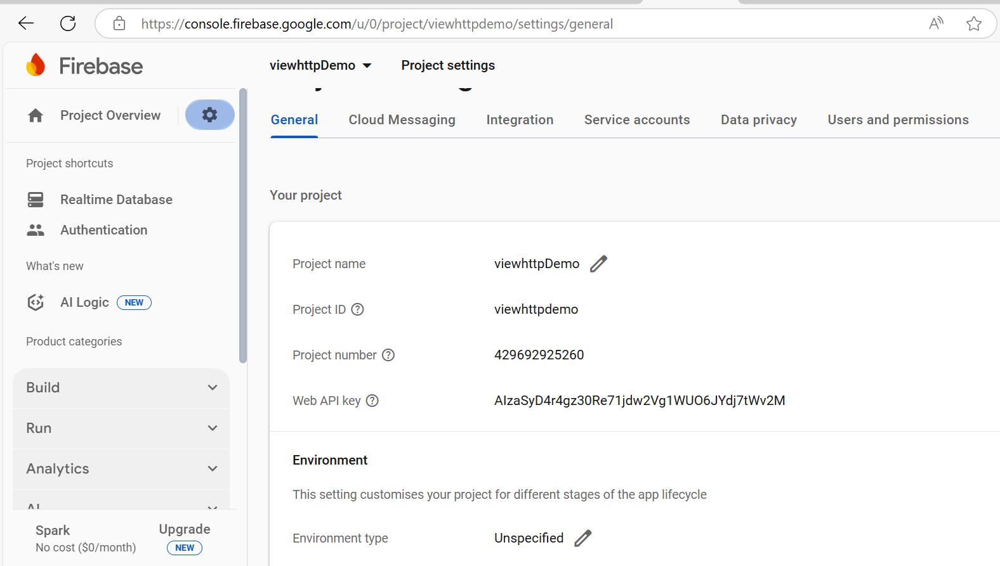 https://console.firebase.google.com/u/0/project/viewhttpdemo/settings/general
Firebase
viewhttpDemo
Project settings
Project Overview
General
Cloud Messaging
Integration
Service accounts
Data privacy
Users and permissions
Project shortcuts
Realtime Database
Authentication
What's new
AI Logic NEW
Product categories
Build
Run
Analytics
AI
Spark
No cost ($0/month)
Upgrade
NEW
Your project
Project name viewhttpDemo
Project ID viewhttpdemo
Project number 429692925260
Web API key AIzaSyD4r4gz30Re71jdw2Vg1WUO6JYdj7tWv2M
Environment
This setting customises your project for different stages of the app lifecycle
Environment type Unspecified